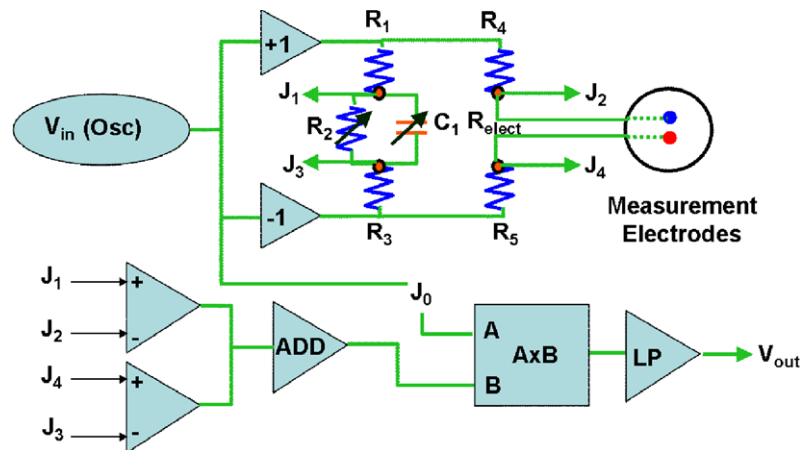 R1 R4
+1
J1 J2
Vin (Osc)
R2 C1 Relect
J3 J4
-1
R3 R5
Measurement
Electrodes
J1 +
J2 -
J0
ADD
A
AxB
B
LP
Vout
J4 +
J3 -